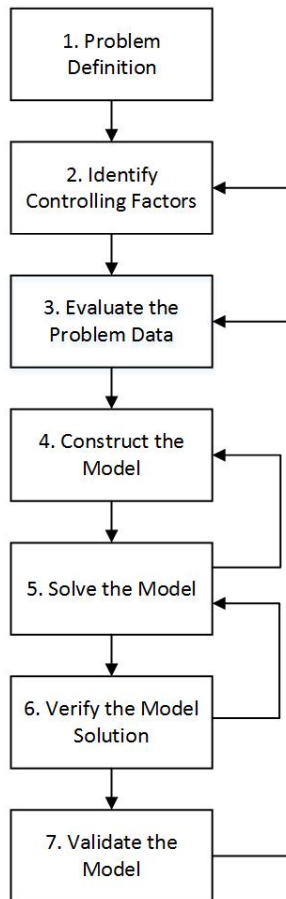 1. Problem
Definition
2. Identify
Controlling Factors
3. Evaluate the
Problem Data
4. Construct the
Model
5. Solve the Model
6. Verify the Model
Solution
7. Validate the
Model